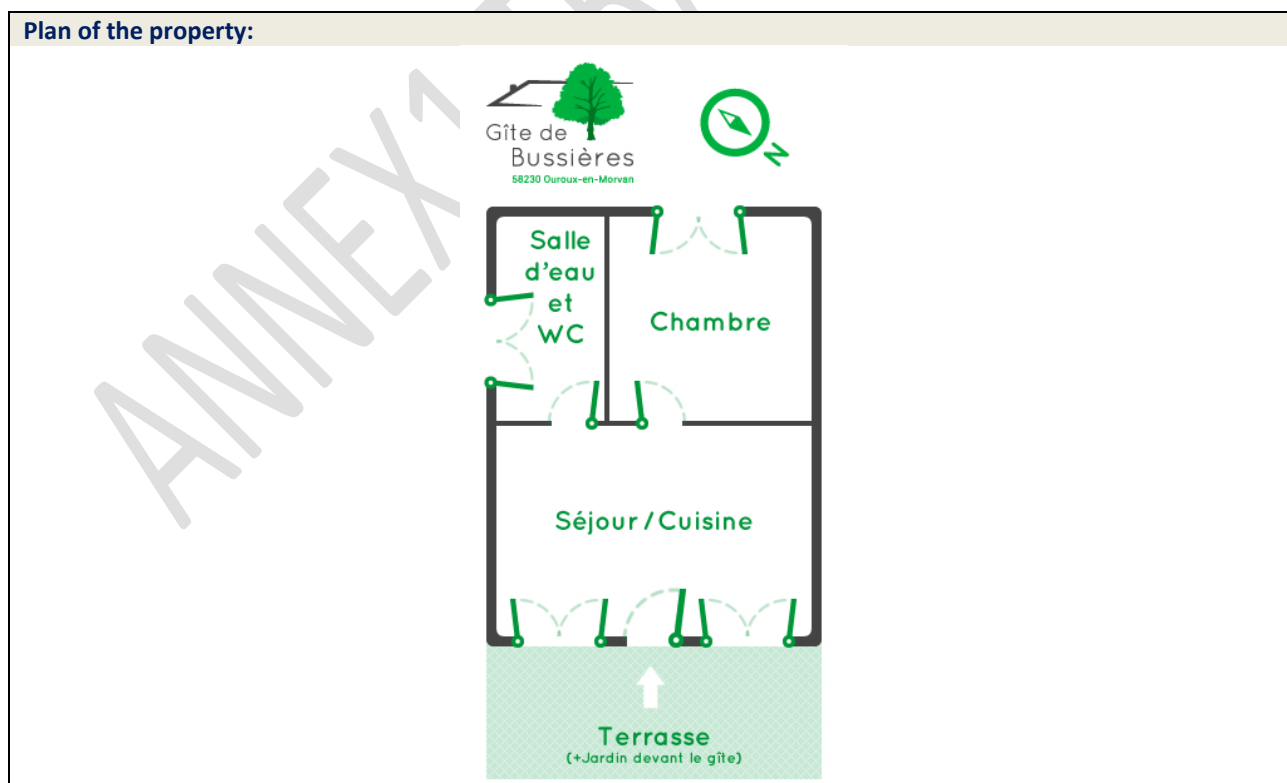 Plan of the property:
Gîte de
Bussières
58230 Ouroux-en-Morvan
N
Salle
d'eau
et
WC
Chambre
Séjour / Cuisine
Terrasse
(+Jardin devant le gîte)
ANNEX 1